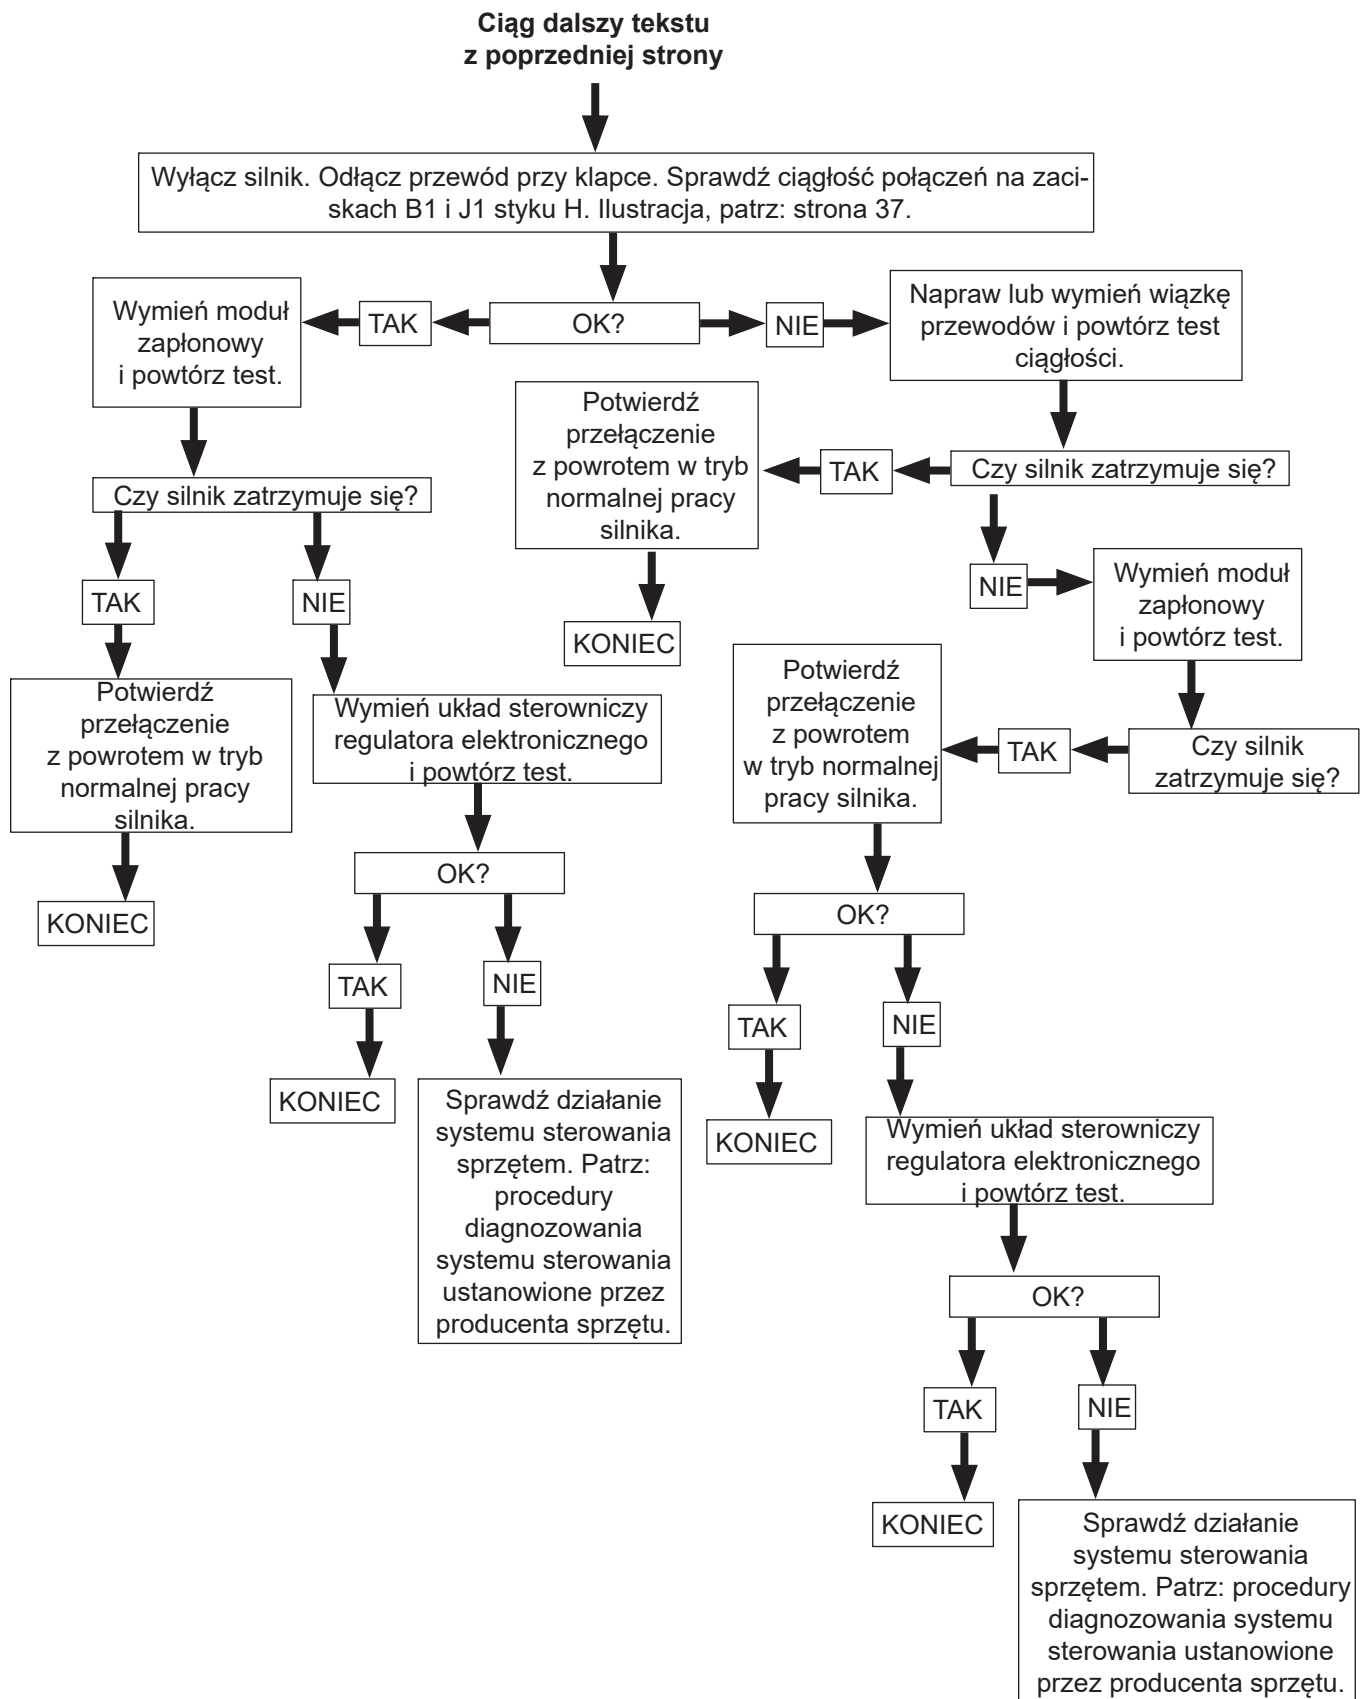 Ciąg dalszy tekstu
z poprzedniej strony
Wyłącz silnik. Odłącz przewód przy klapce. Sprawdź ciągłość połączeń na zaci-
skach B1 i J1 styku H. Ilustracja, patrz: strona 37.
OK?
TAK
NIE
Wymień moduł
zapłonowy
i powtórz test.
Napraw lub wymień wiązkę
przewodów i powtórz test
ciągłości.
Czy silnik zatrzymuje się?
TAK
NIE
Potwierdź
przełączenie
z powrotem w tryb
normalnej pracy
silnika.
KONIEC
Wymień układ sterowniczy
regulatora elektronicznego
i powtórz test.
OK?
TAK
NIE
KONIEC
Sprawdź działanie
systemu sterowania
sprzętem. Patrz:
procedury
diagnozowania
systemu sterowania
ustanowione przez
producenta sprzętu.
Czy silnik zatrzymuje się?
TAK
NIE
Potwierdź
przełączenie
z powrotem w tryb
normalnej pracy
silnika.
KONIEC
Wymień moduł
zapłonowy
i powtórz test.
Czy silnik
zatrzymuje się?
TAK
Potwierdź
przełączenie
z powrotem
w tryb normalnej
pracy silnika.
OK?
TAK
NIE
KONIEC
Wymień układ sterowniczy
regulatora elektronicznego
i powtórz test.
OK?
TAK
NIE
KONIEC
Sprawdź działanie
systemu sterowania
sprzętem. Patrz: procedury
diagnozowania systemu
sterowania ustanowione
przez producenta sprzętu.